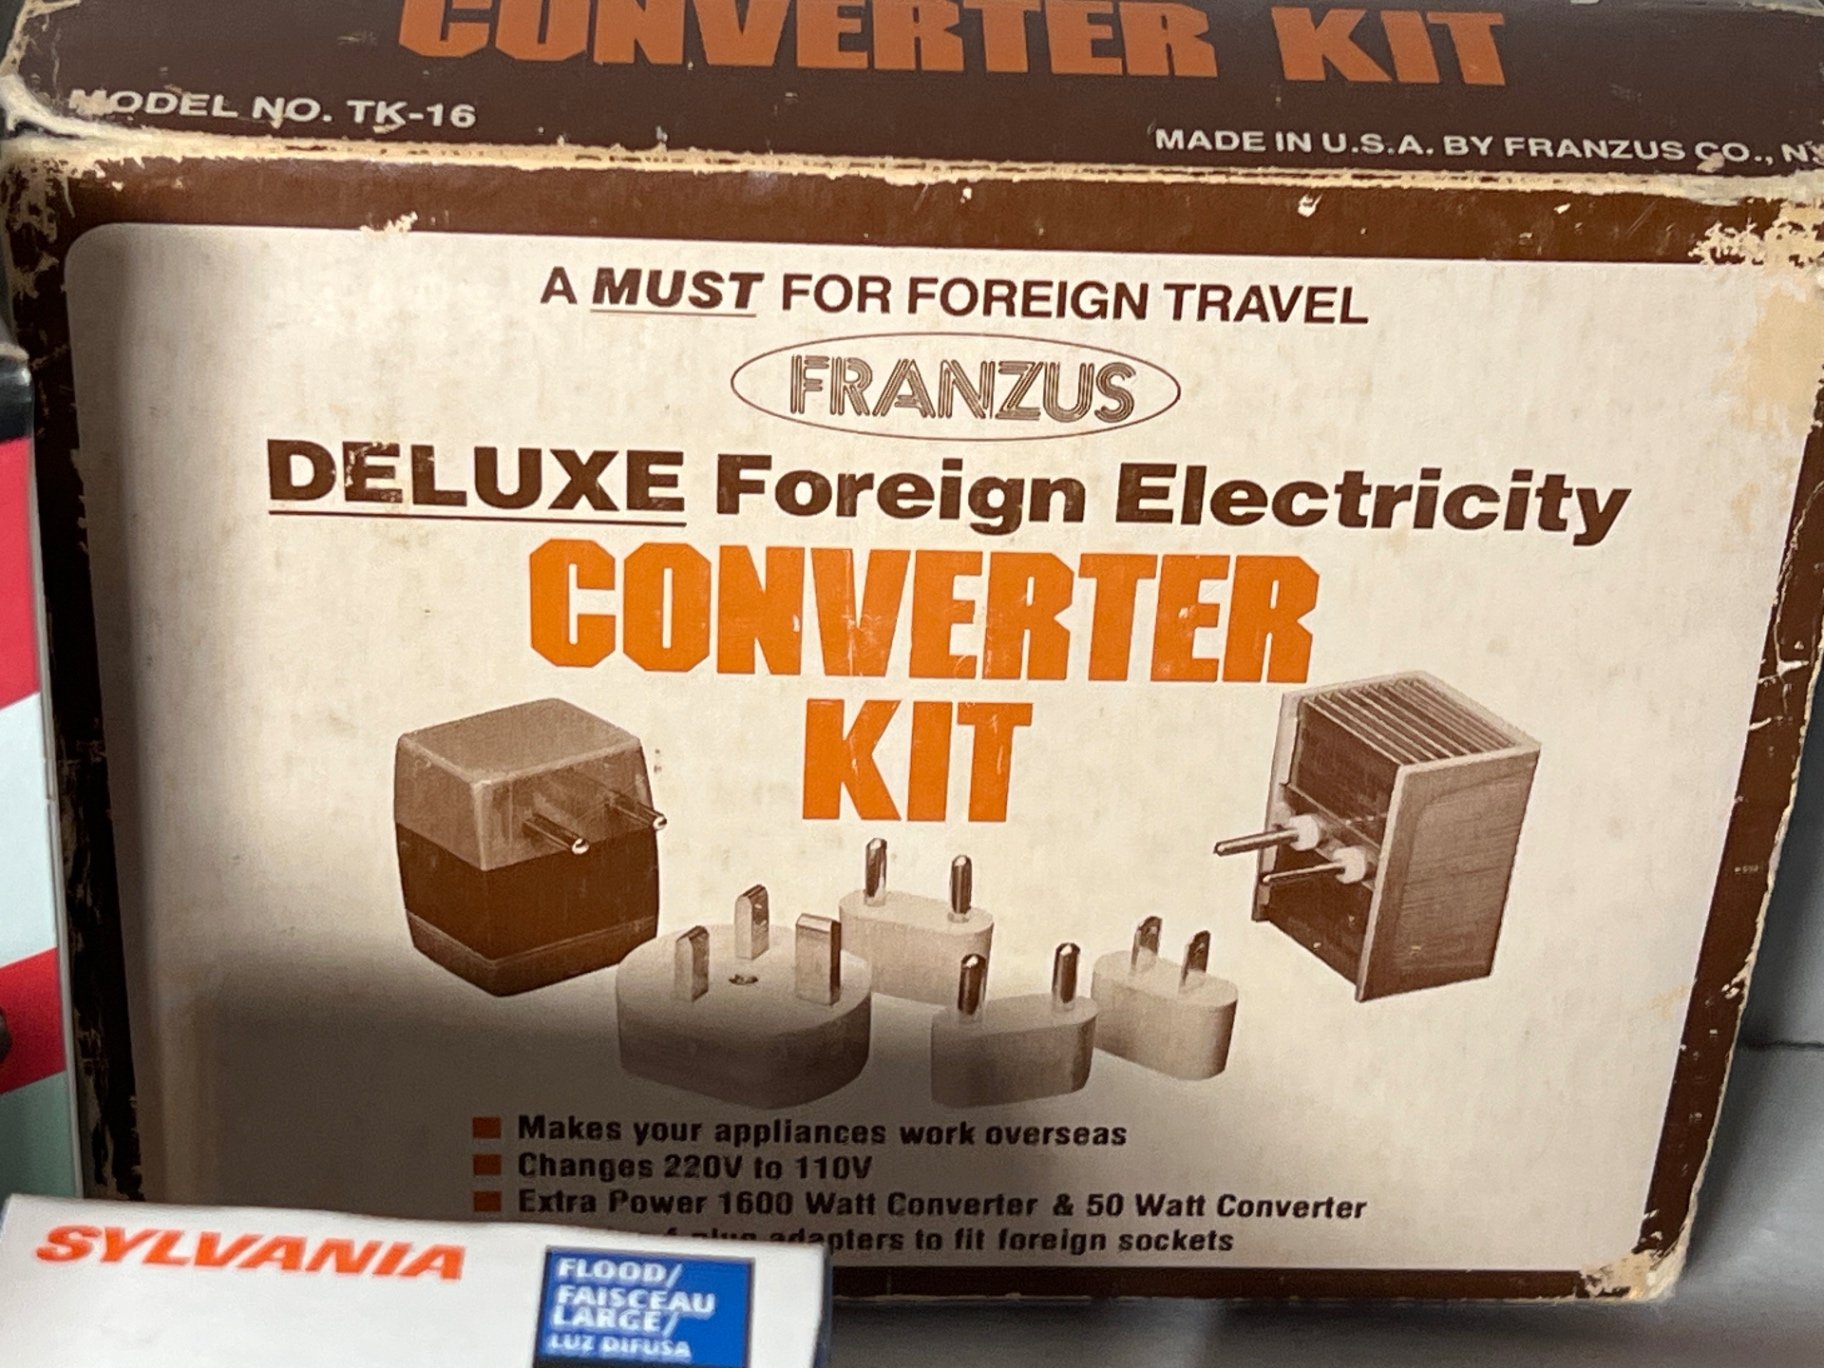 CONVERTER KIT
MODEL NO. TK-16
MADE IN U.S.A. BY FRANZUS CO.,
A MUST FOR FOREIGN TRAVEL
FRANZUS
DELUXE Foreign Electricity
CONVERTER
KIT
Makes your appliances work overseas
Changes 220V to 110V
Extra Power 1600 Watt Converter & 50 Watt Converter
4 plug adapters to fit foreign sockets
SYLVANIA
FLOOD/
FAISCEAU
LARGE/
LUZ DIFUSA